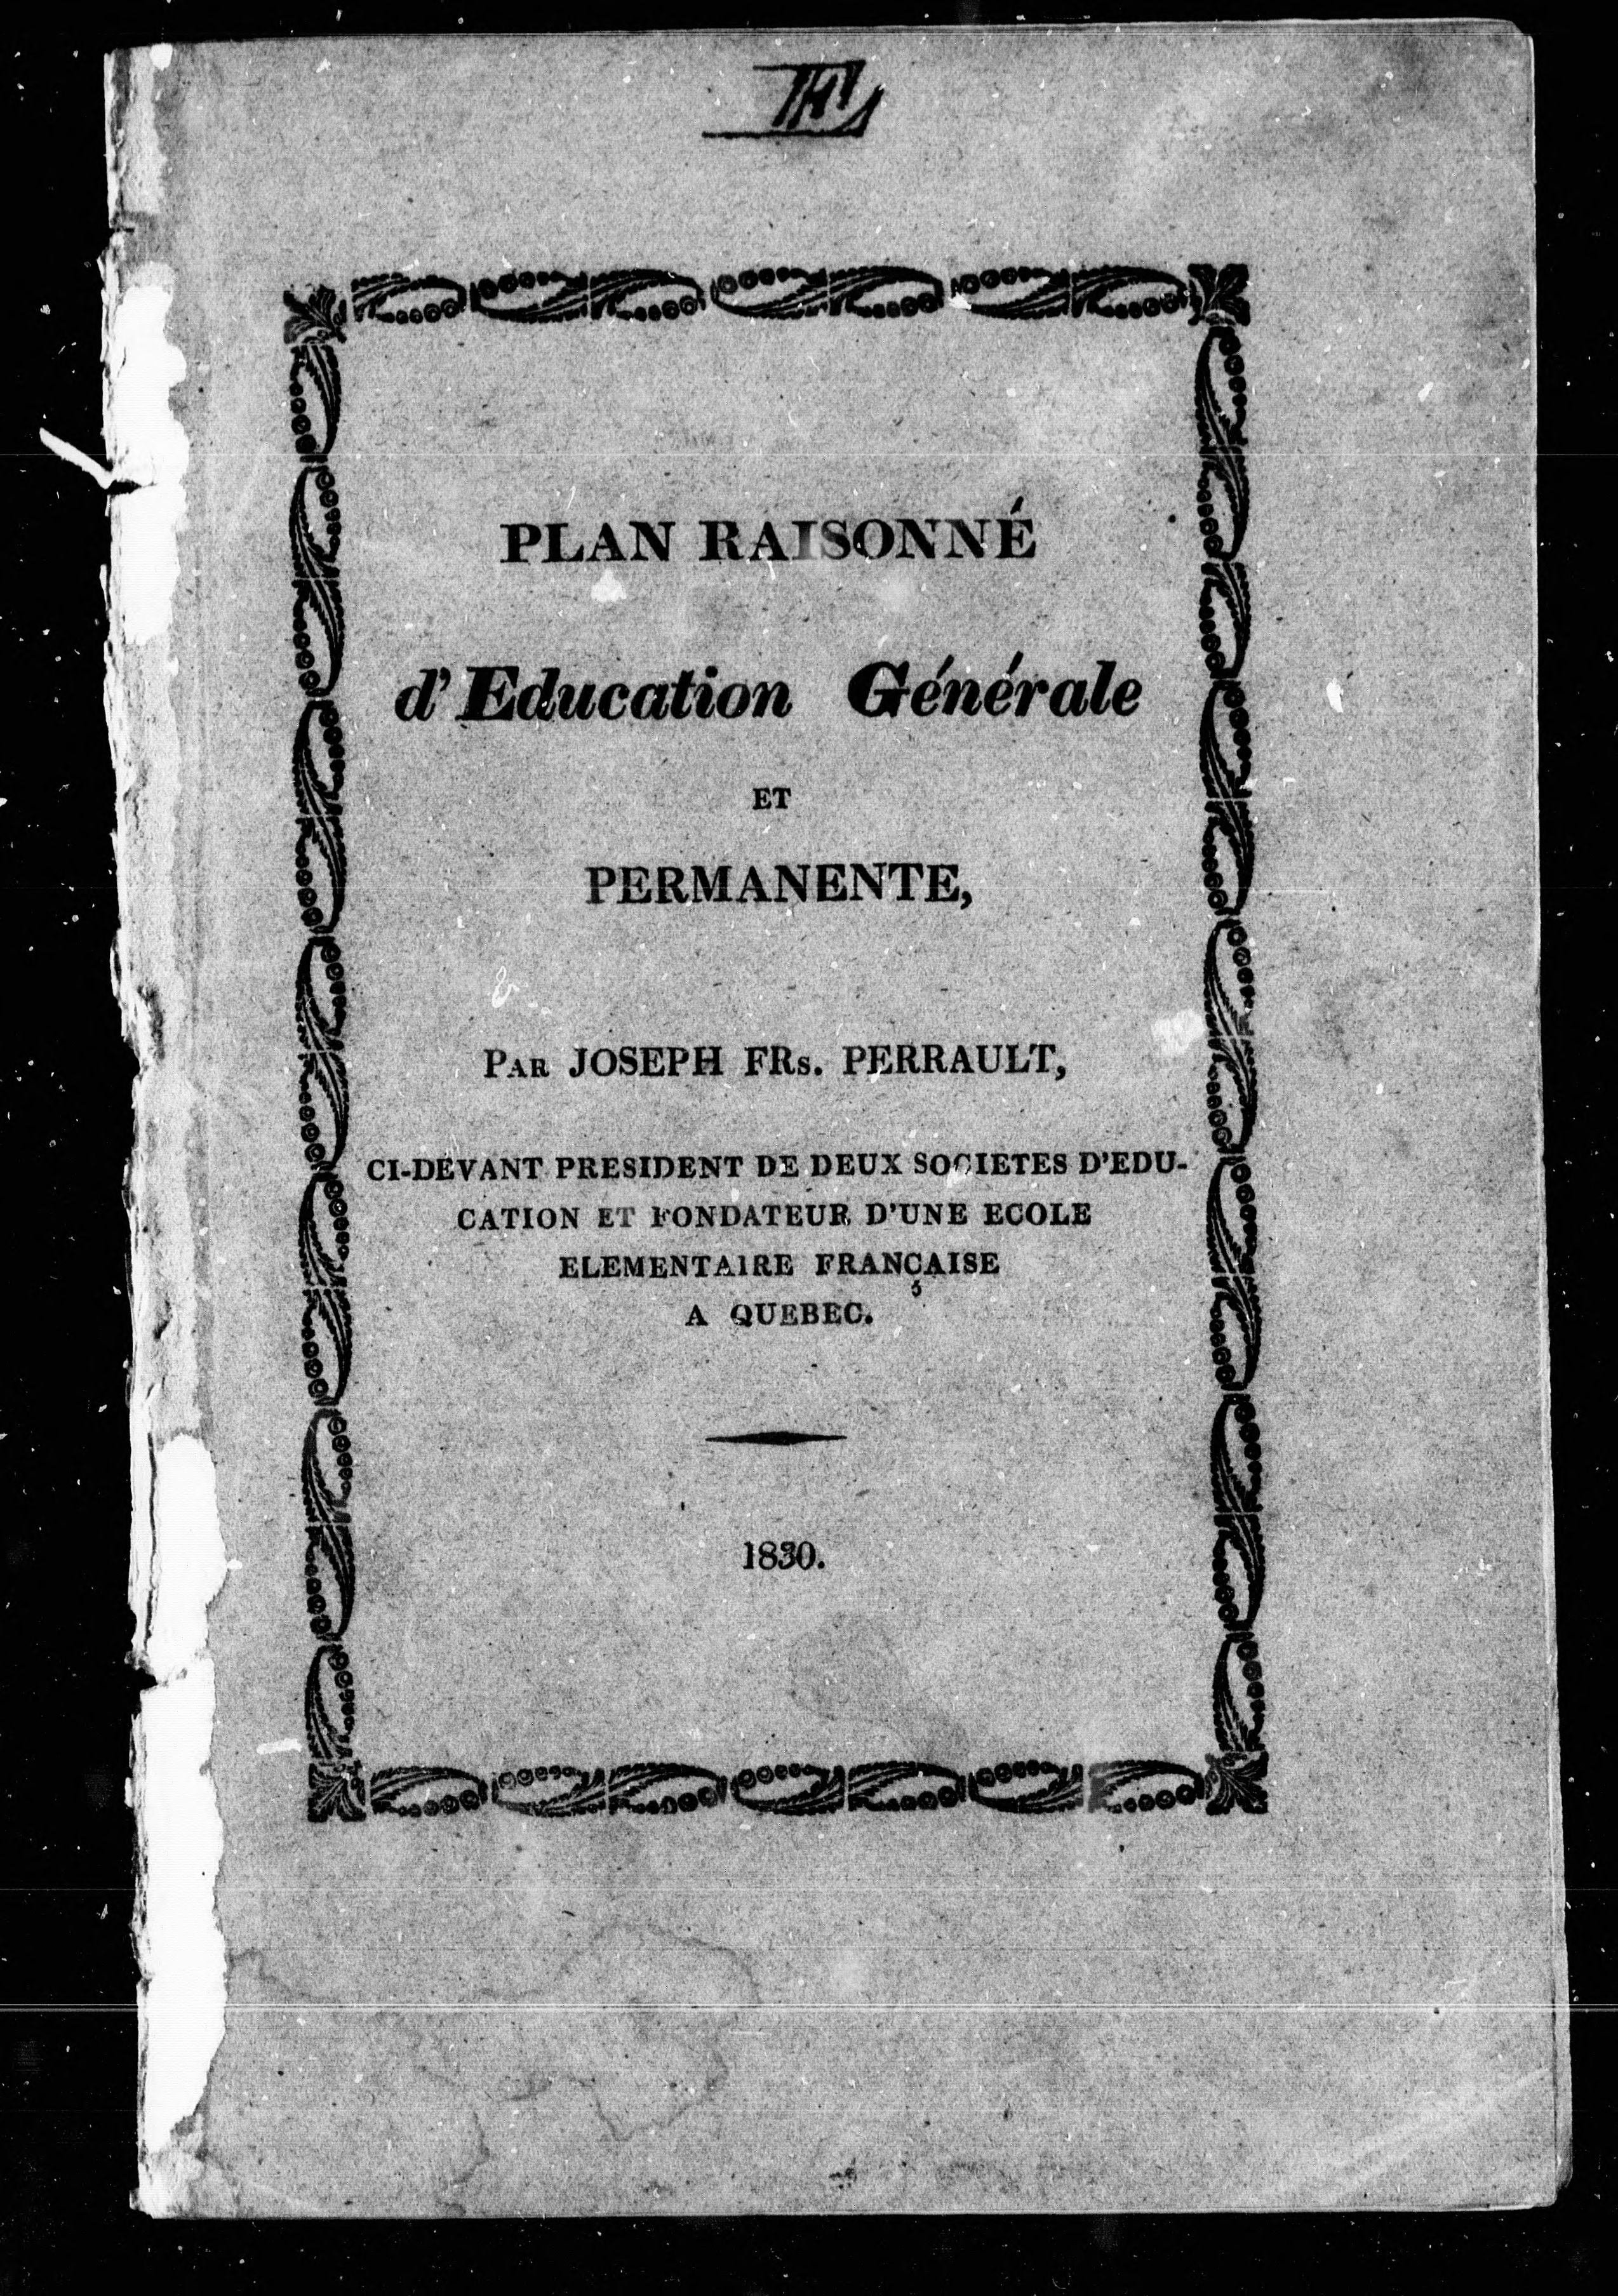 PLAN RAISONNÉ
d'Education Générale
ET
PERMANENTE,
PAR JOSEPH FRs. PERRAULT,
CI-DEVANT PRESIDENT DE DEUX SOCIETES D'EDU-
CATION ET FONDATEUR D'UNE ECOLE
ELEMENTAIRE FRANÇAISE
A QUEBEC.
1830.